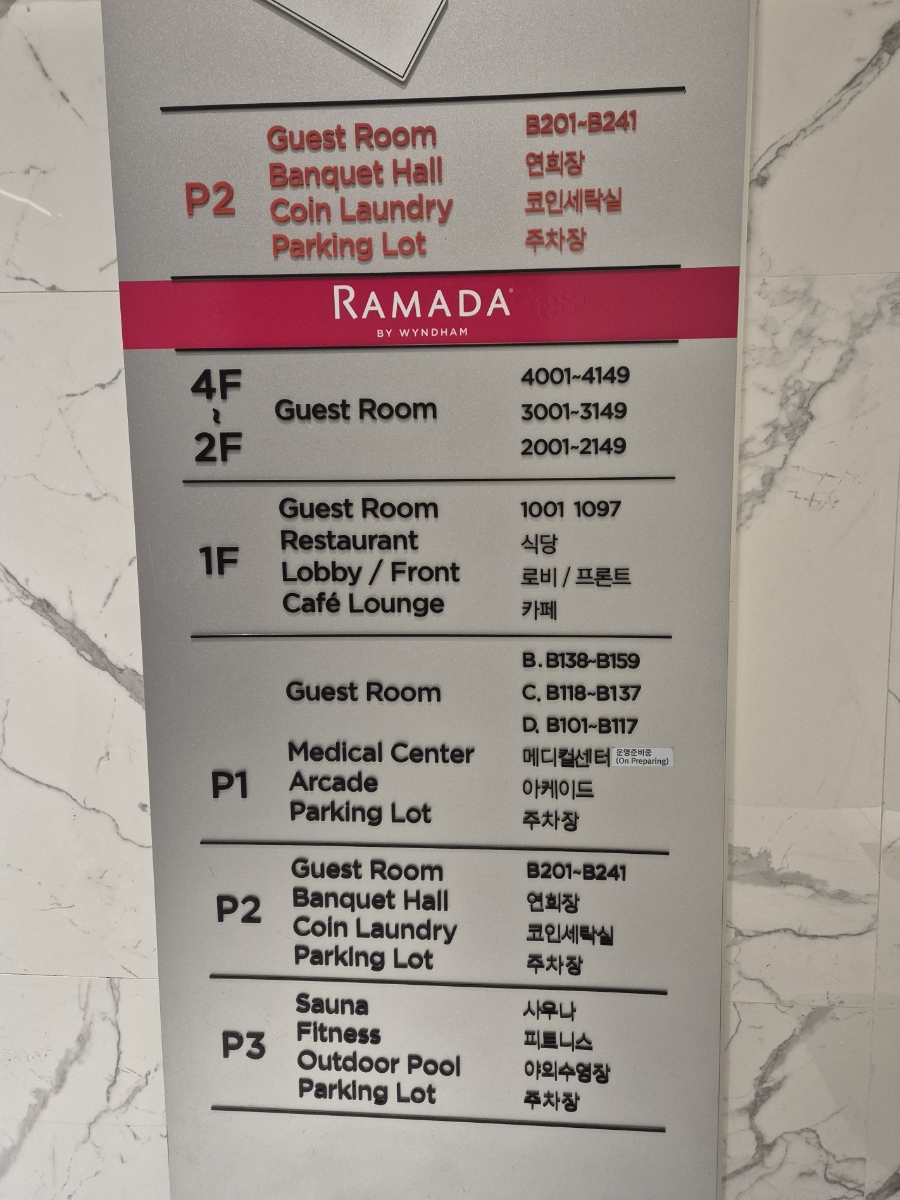 P2
Guest Room B201~B241
Banquet Hall 연회장
Coin Laundry 코인세탁실
Parking Lot 주차장
RAMADA
BY WYNDHAM
4F ~ 2F
Guest Room
4001~4149
3001~3149
2001~2149
1F
Guest Room 1001 1097
Restaurant 식당
Lobby / Front 로비 / 프론트
Café Lounge 카페
P1
Guest Room
B. B138~B159
C. B118~B137
D. B101~B117
Medical Center 메디컬센터 운영준비중 (On Preparing)
Arcade 아케이드
Parking Lot 주차장
P2
Guest Room B201~B241
Banquet Hall 연회장
Coin Laundry 코인세탁실
Parking Lot 주차장
P3
Sauna 사우나
Fitness 피트니스
Outdoor Pool 야외수영장
Parking Lot 주차장